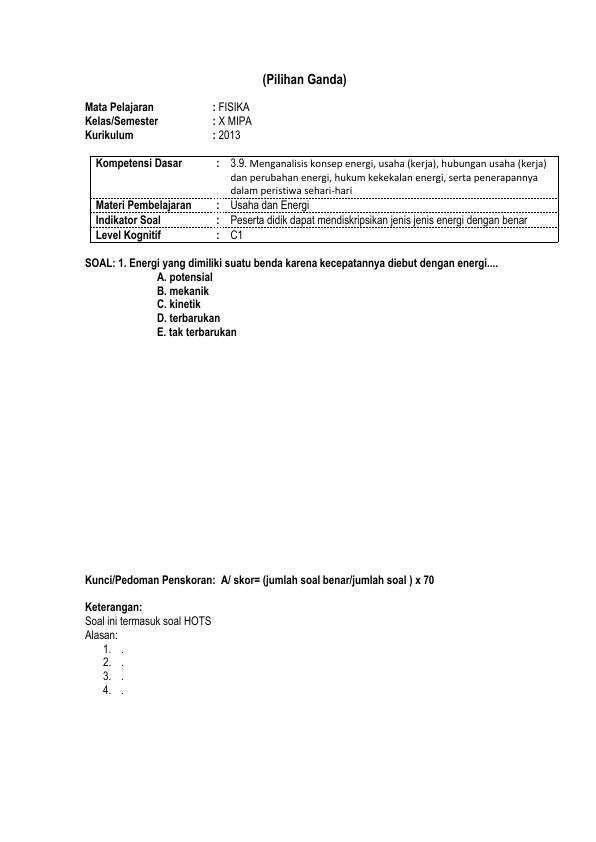 (Pilihan Ganda)
Mata Pelajaran : FISIKA
Kelas/Semester : X MIPA
Kurikulum : 2013
Kompetensi Dasar : 3.9. Menganalisis konsep energi, usaha (kerja), hubungan usaha (kerja)
dan perubahan energi, hukum kekekalan energi, serta penerapannya
dalam peristiwa sehari-hari
Materi Pembelajaran : Usaha dan Energi
Indikator Soal : Peserta didik dapat mendiskripsikan jenis jenis energi dengan benar
Level Kognitif : C1
SOAL: 1. Energi yang dimiliki suatu benda karena kecepatannya diebut dengan energi....
A. potensial
B. mekanik
C. kinetik
D. terbarukan
E. tak terbarukan
Kunci/Pedoman Penskoran: A/ skor= (jumlah soal benar/jumlah soal ) x 70
Keterangan:
Soal ini termasuk soal HOTS
Alasan:
1. .
2. .
3. .
4. .